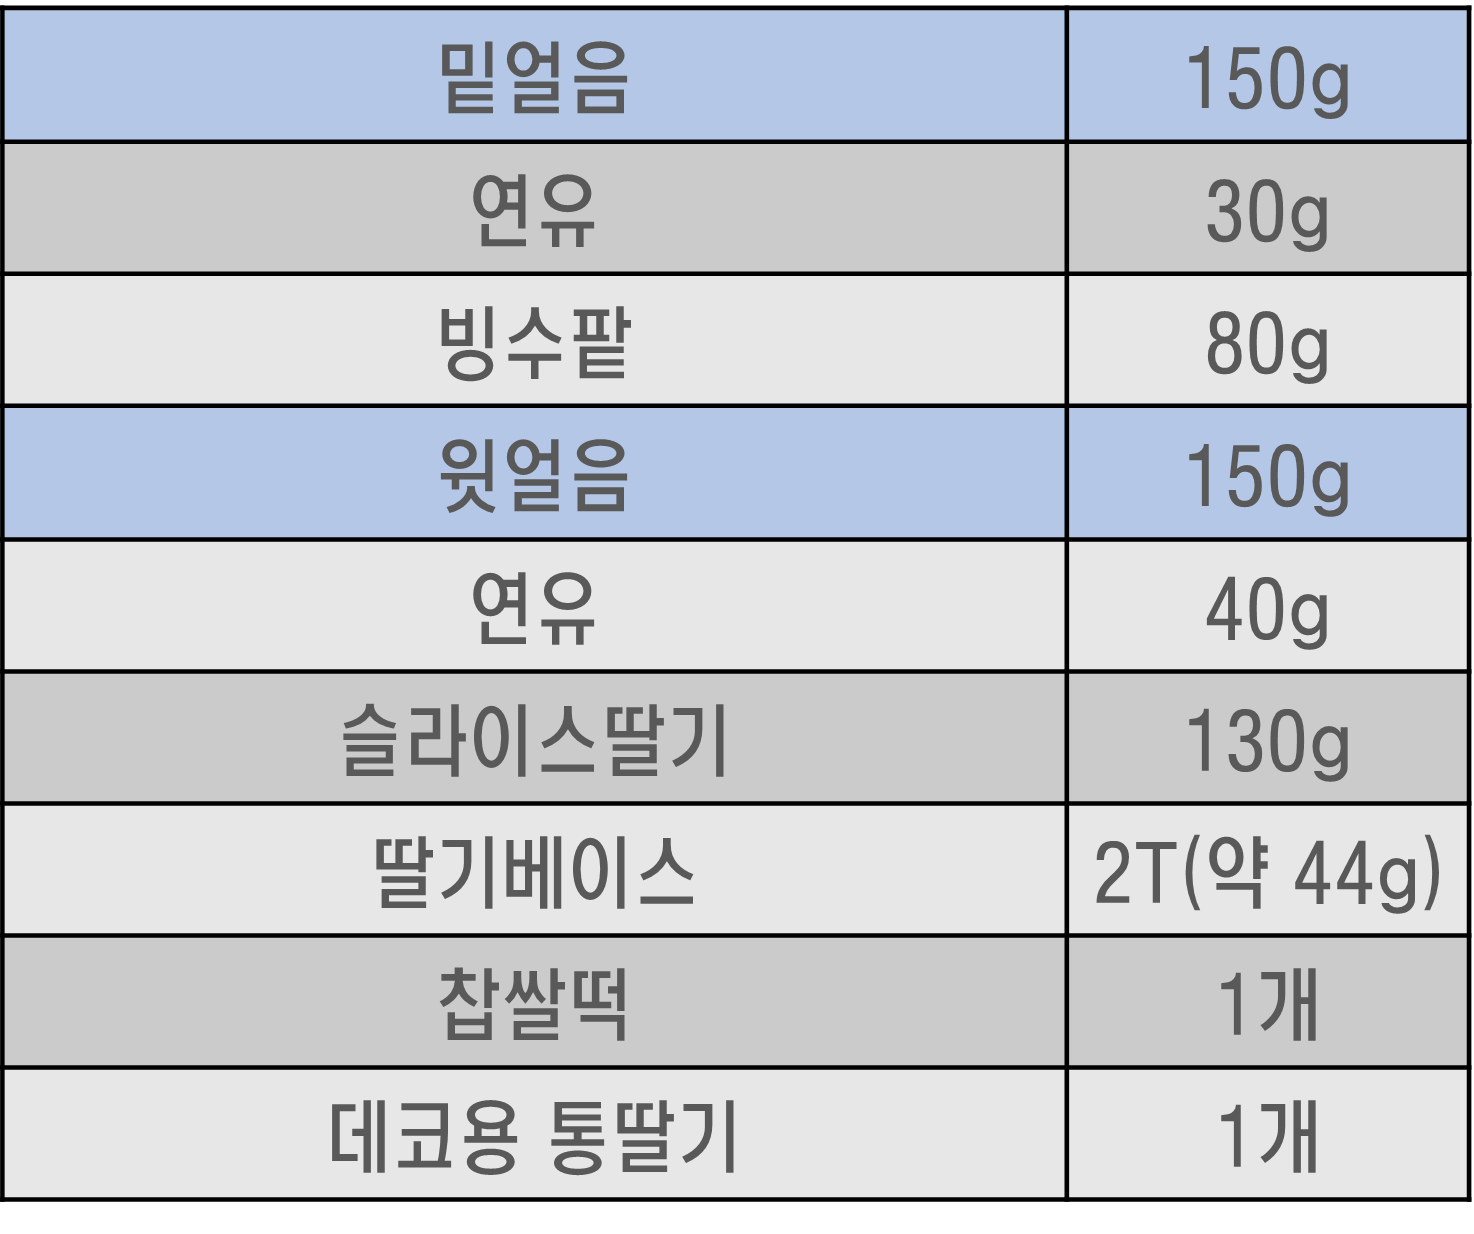 밑얼음 150g
연유 30g
빙수팥 80g
윗얼음 150g
연유 40g
슬라이스딸기 130g
딸기베이스 2T(약 44g)
찹쌀떡 1개
데코용 통딸기 1개